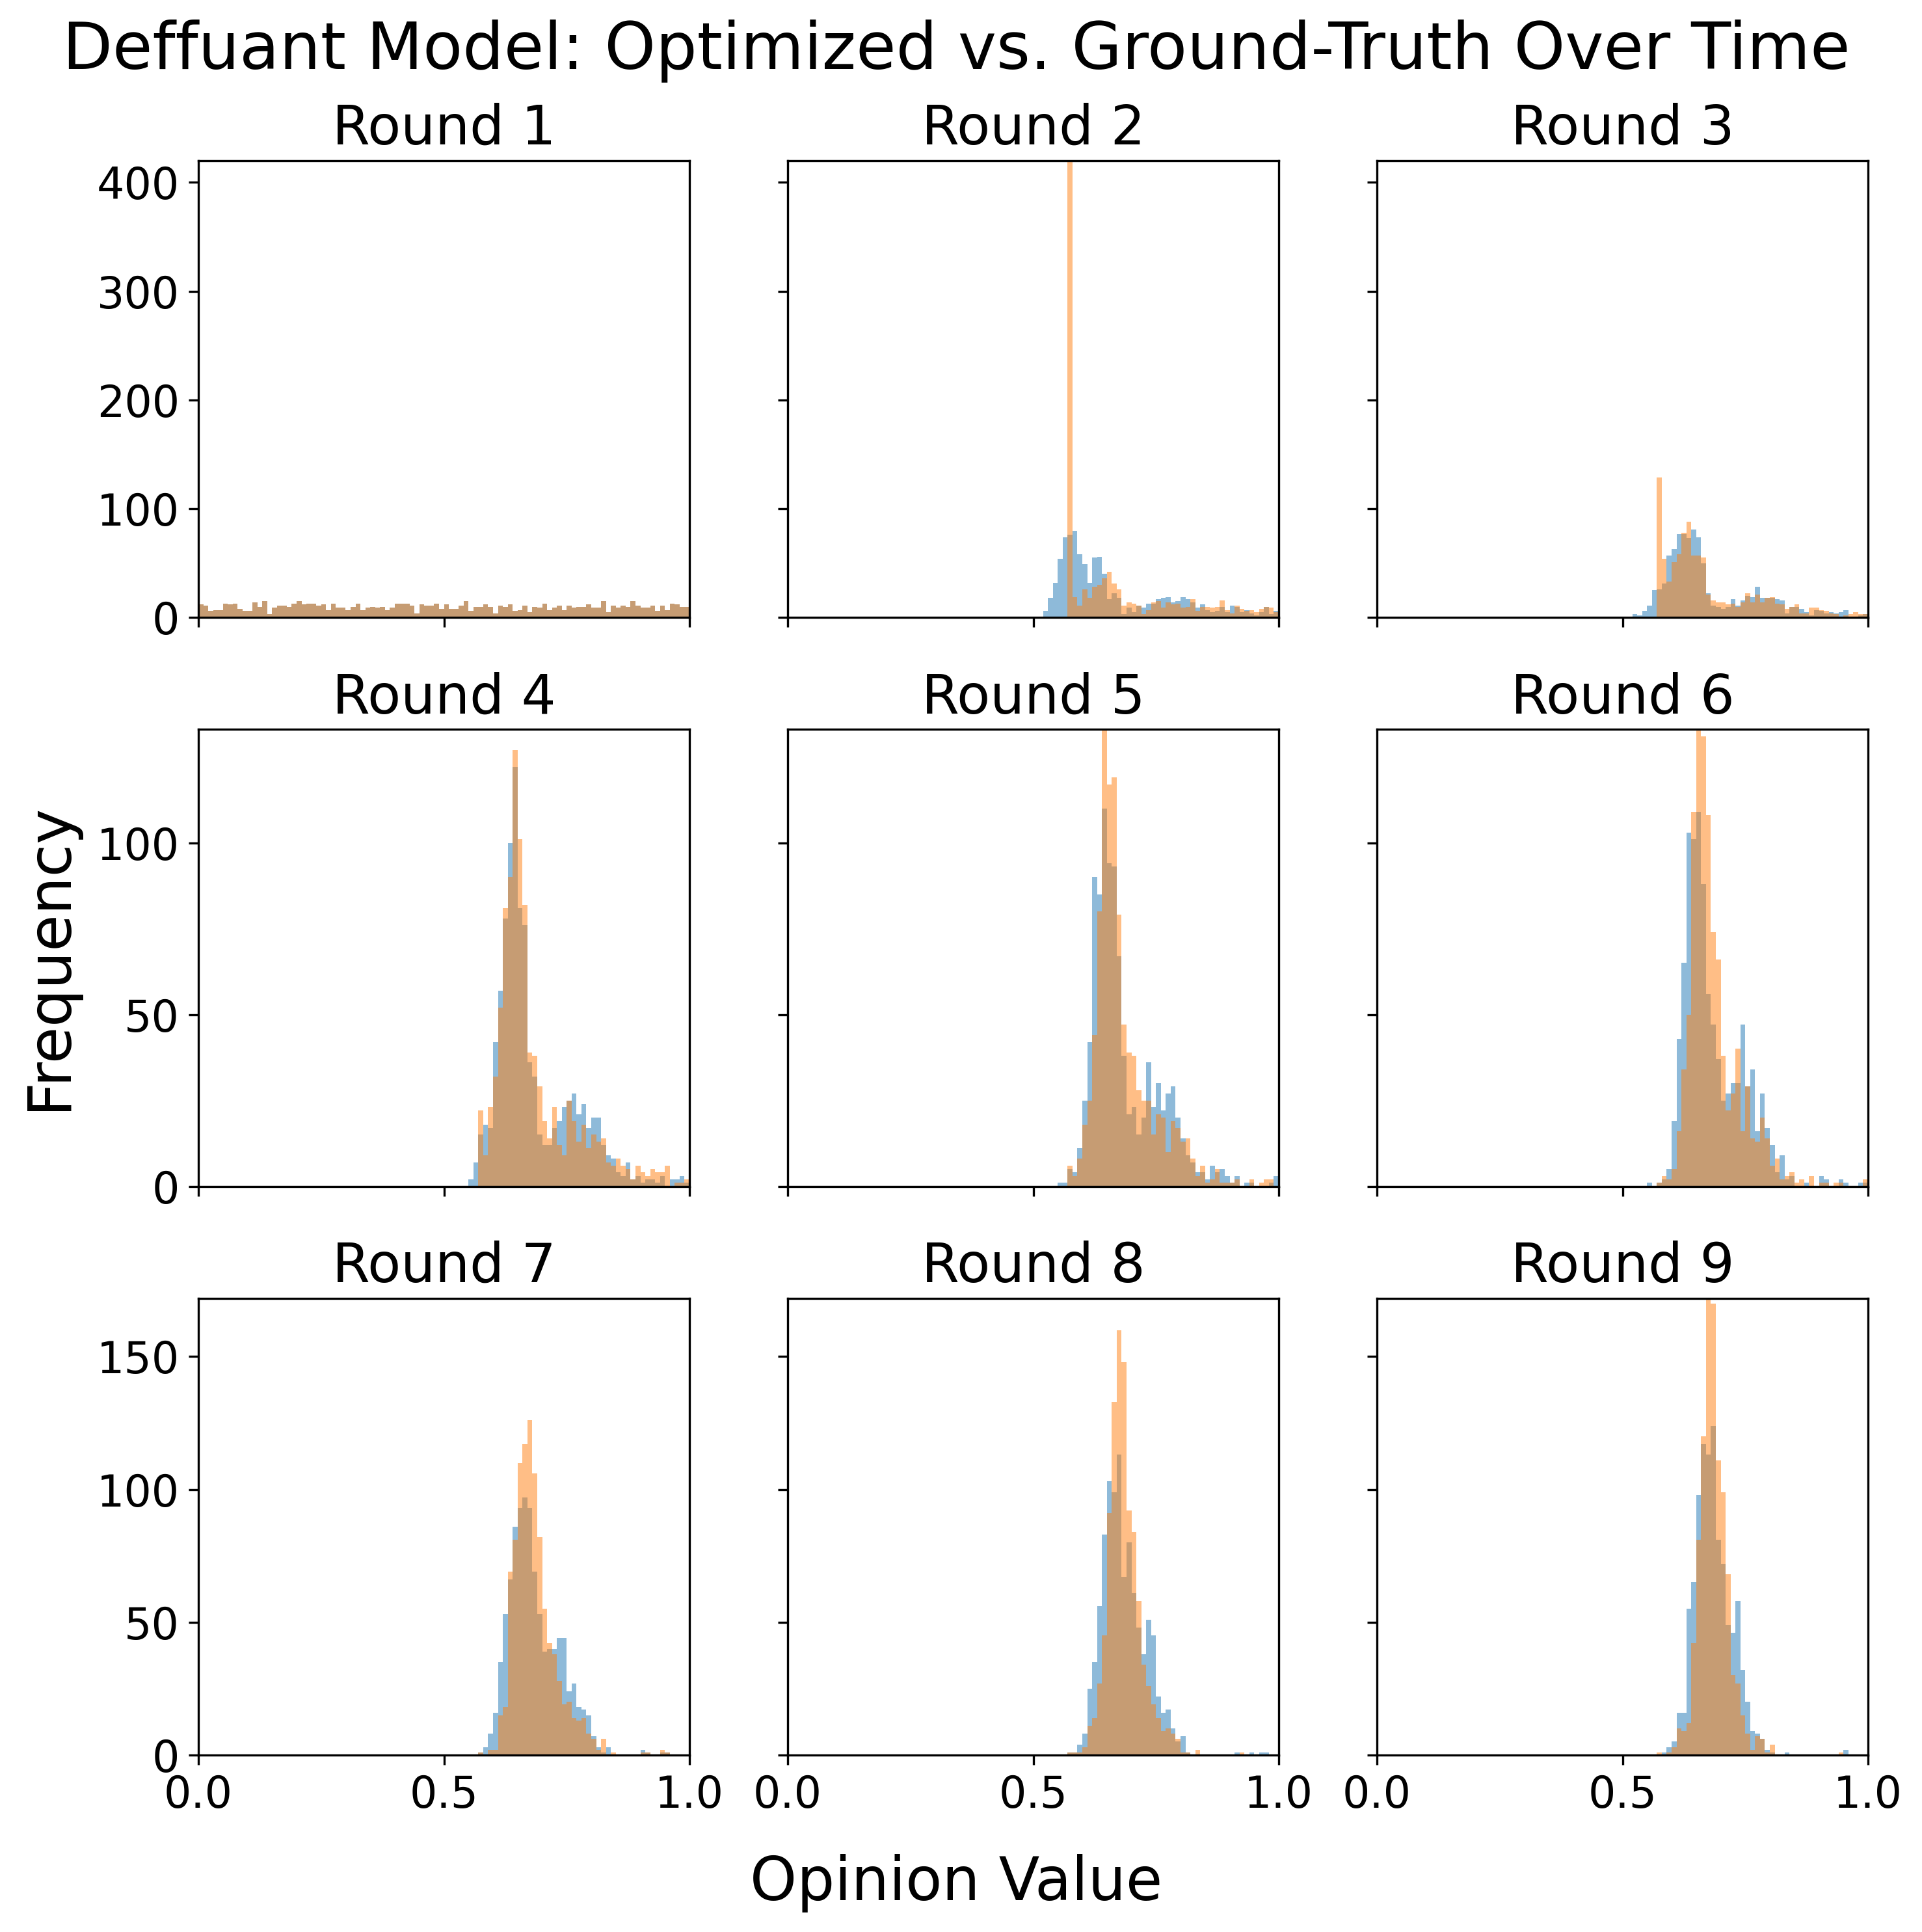 Deffuant Model: Optimized vs. Ground-Truth Over Time
Round 1
Round 2
Round 3
400
300
200
100
0
Round 4
Round 5
Round 6
100
50
0
Frequency
Round 7
Round 8
Round 9
150
100
50
0
0.0 0.5 1.0
0.0 0.5 1.0
0.0 0.5 1.0
Opinion Value